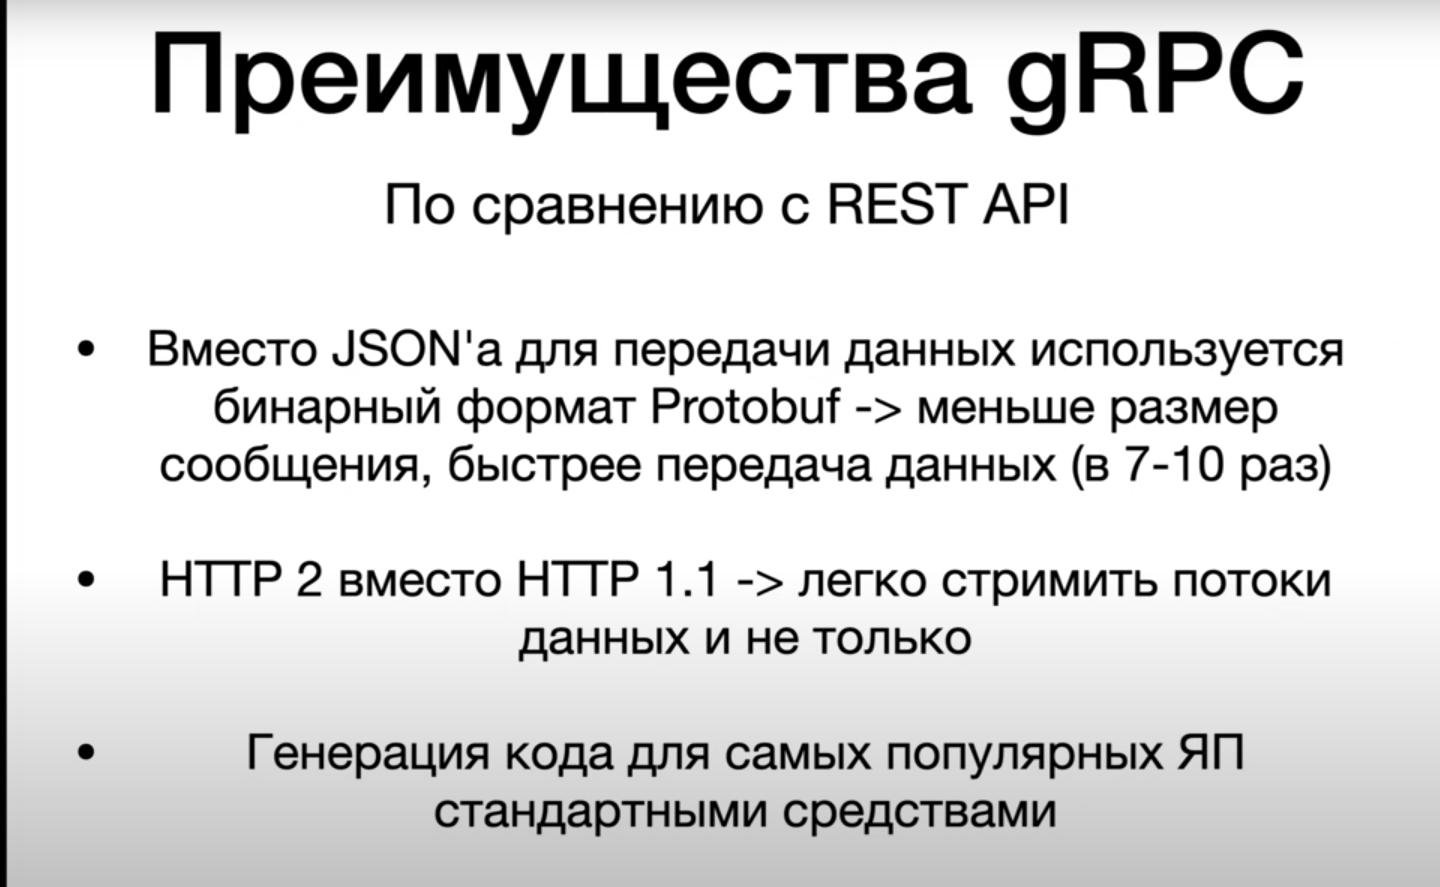 Преимущества gRPC
По сравнению с REST API
• Вместо JSON'а для передачи данных используется
бинарный формат Protobuf -> меньше размер
сообщения, быстрее передача данных (в 7-10 раз)
• HTTP 2 вместо HTTP 1.1 -> легко стримить потоки
данных и не только
• Генерация кода для самых популярных ЯП
стандартными средствами